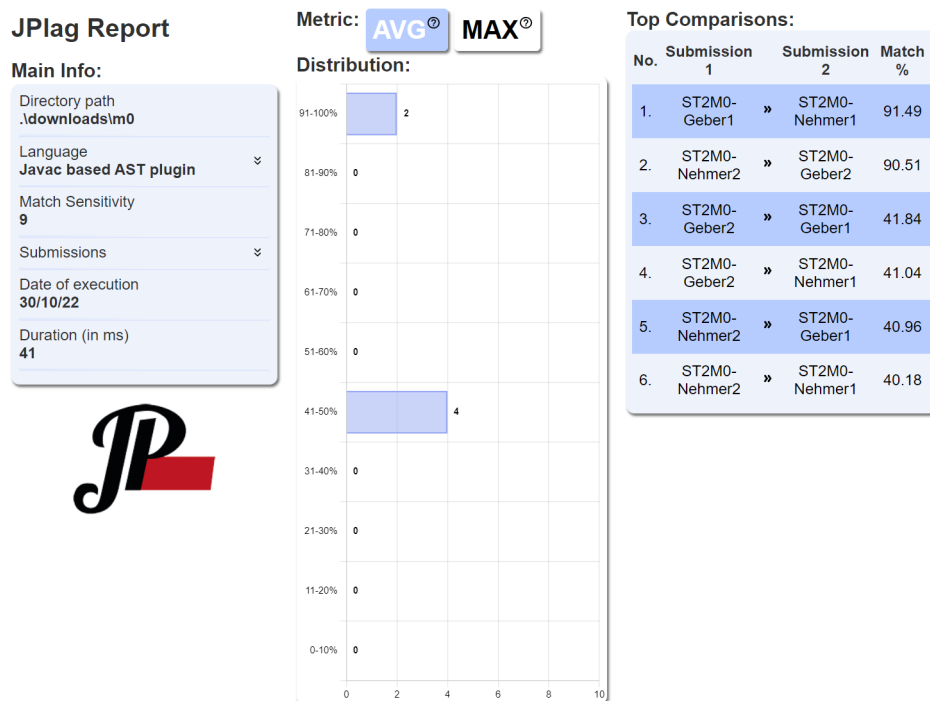 JPlag Report
Main Info:
Directory path
.\downloads\m0
Language
Javac based AST plugin
Match Sensitivity
9
Submissions
Date of execution
30/10/22
Duration (in ms)
41
JP
Metric: AVG? MAX?
Distribution:
91-100% 2
81-90% 0
71-80% 0
61-70% 0
51-60% 0
41-50% 4
31-40% 0
21-30% 0
11-20% 0
0-10% 0
0 2 4 6 8 10
Top Comparisons:
No. Submission 1 Submission 2 Match %
1. ST2M0-Geber1 » ST2M0-Nehmer1 91.49
2. ST2M0-Nehmer2 » ST2M0-Geber2 90.51
3. ST2M0-Geber2 » ST2M0-Geber1 41.84
4. ST2M0-Geber2 » ST2M0-Nehmer1 41.04
5. ST2M0-Nehmer2 » ST2M0-Geber1 40.96
6. ST2M0-Nehmer2 » ST2M0-Nehmer1 40.18